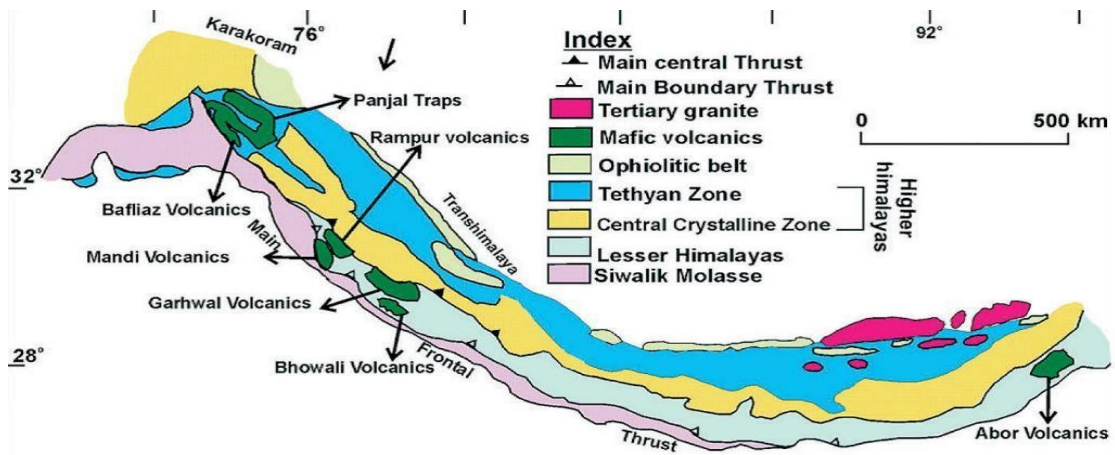 Karakoram
76°
92°
Index
Main central Thrust
Main Boundary Thrust
Tertiary granite
Mafic volcanics
Ophiolitic belt
Tethyan Zone
Central Crystalline Zone
Lesser Himalayas
Siwalik Molasse
Higher
himalayas
0
500 km
Panjal Traps
Rampur volcanics
32°
Bafliaz Volcanics
Transhimalaya
Main
Mandi Volcanics
Garhwal Volcanics
28°
Bhowali Volcanics
Frontal
Thrust
Abor Volcanics